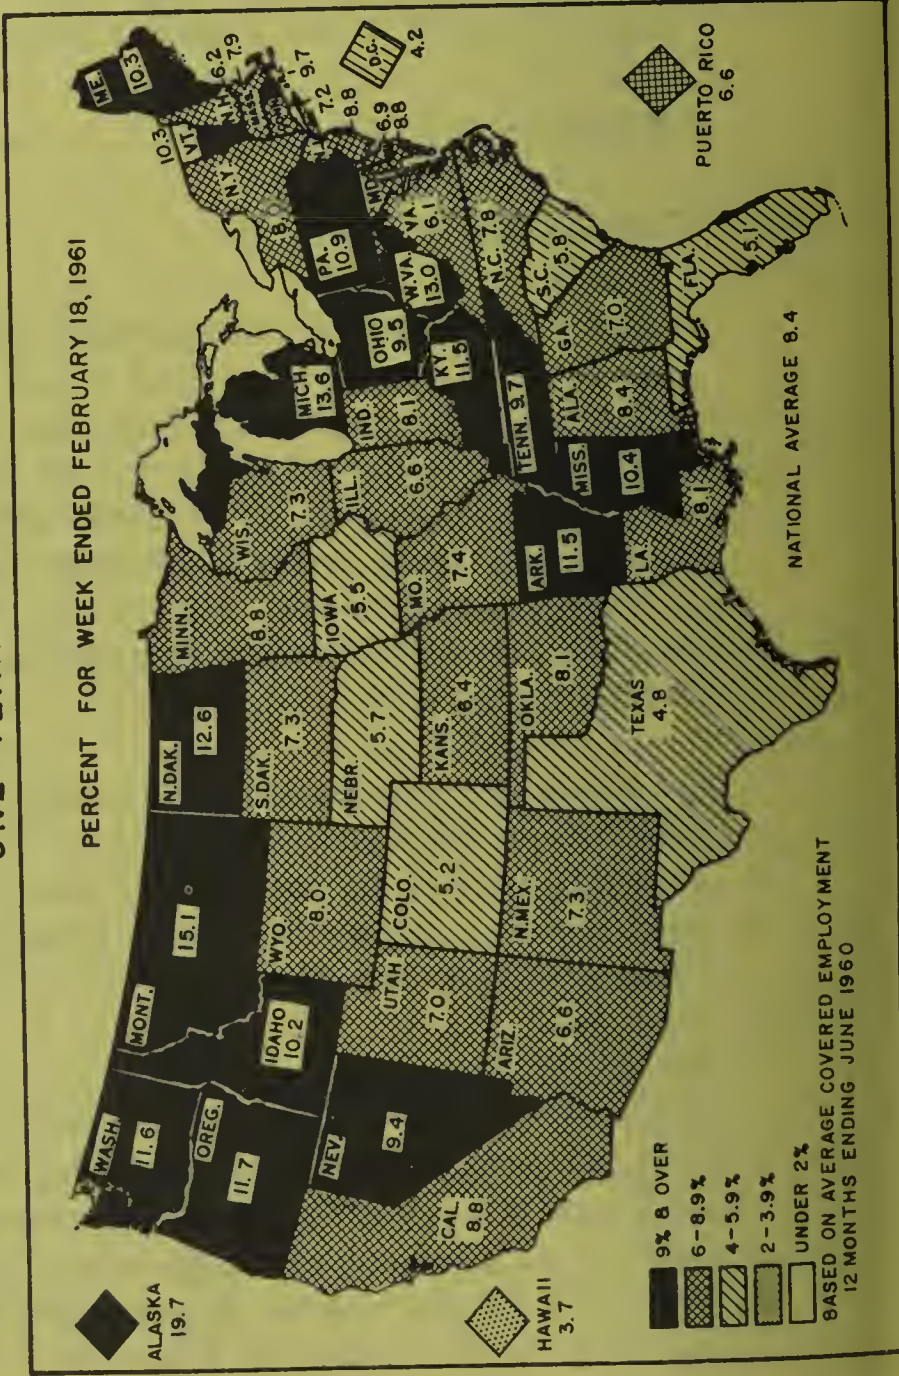 PERCENT FOR WEEK ENDED FEBRUARY 18, 1961
ALASKA
19.7
HAWAII
3.7
WASH.
11.6
OREG.
11.7
CAL.
8.8
NEV.
9.4
IDAHO
10.2
MONT.
15.1
WYO.
8.0
UTAH
7.0
ARIZ.
6.6
COLO.
5.2
N.MEX.
7.3
N.DAK.
12.6
S.DAK.
7.3
NEBR.
5.7
KANS.
6.4
OKLA.
8.1
TEXAS
4.8
MINN.
8.8
IOWA
5.5
MO.
7.4
ARK.
11.5
LA.
8.1
WIS.
7.3
ILL.
6.6
MICH.
13.6
IND.
8.1
OHIO
9.5
KY.
11.5
TENN. 9.7
MISS.
10.4
ALA.
8.4
GA.
7.0
FLA.
5.1
S.C.
5.8
N.C. 7.8
VA.
6.1
W.VA.
13.0
PA.
10.9
N.Y.
N.J.
VT.
10.3
N.H.
ME.
10.3
MASS.
6.2
7.9
9.7
7.2
8.8
6.9
8.8
D.C.
4.2
PUERTO RICO
6.6
NATIONAL AVERAGE 8.4
9% & OVER
6-8.9%
4-5.9%
2-3.9%
UNDER 2%
BASED ON AVERAGE COVERED EMPLOYMENT
12 MONTHS ENDING JUNE 1960